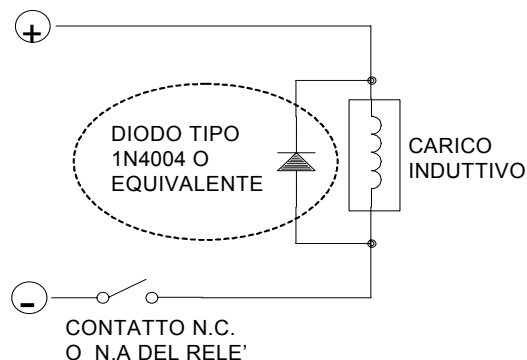 +
DIODO TIPO
1N4004 O
EQUIVALENTE
CARICO
INDUTTIVO
-
CONTATTO N.C.
O N.A DEL RELE'